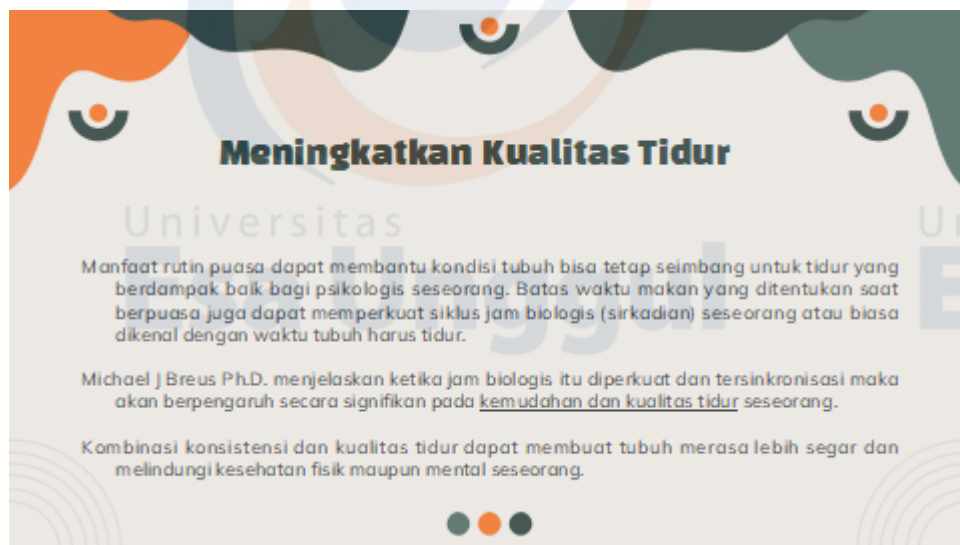 Meningkatkan Kualitas Tidur
Universitas
Esa Unggul
Manfaat rutin puasa dapat membantu kondisi tubuh bisa tetap seimbang untuk tidur yang
berdampak baik bagi psikologis seseorang. Batas waktu makan yang ditentukan saat
berpuasa juga dapat memperkuat siklus jam biologis (sirkadian) seseorang atau biasa
dikenal dengan waktu tubuh harus tidur.
Michael J Breus Ph.D. menjelaskan ketika jam biologis itu diperkuat dan tersinkronisasi maka
akan berpengaruh secara signifikan pada kemudahan dan kualitas tidur seseorang.
Kombinasi konsistensi dan kualitas tidur dapat membuat tubuh merasa lebih segar dan
melindungi kesehatan fisik maupun mental seseorang.